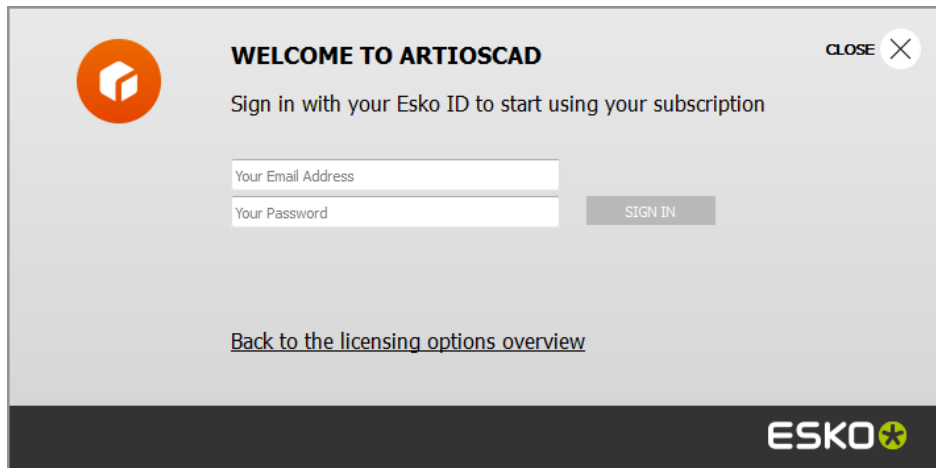 WELCOME TO ARTIOSCAD
CLOSE
Sign in with your Esko ID to start using your subscription
Your Email Address
Your Password
SIGN IN
Back to the licensing options overview
ESKO